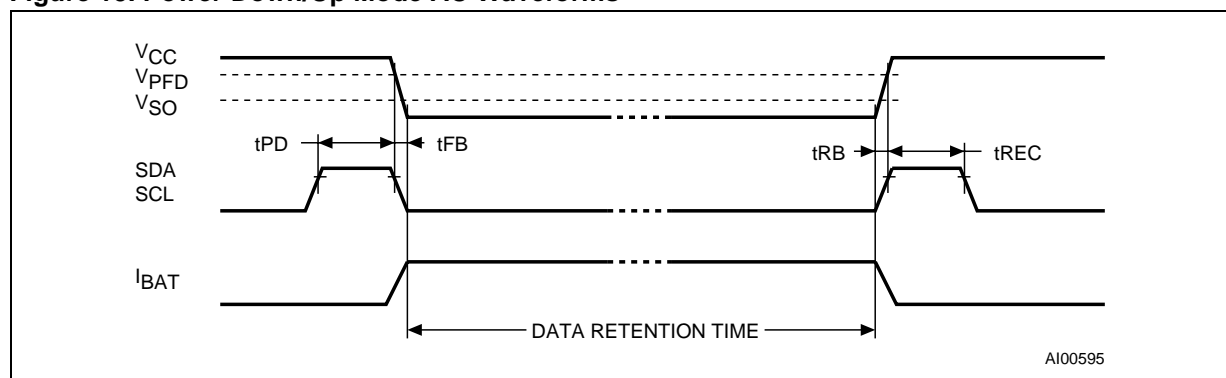 Figure Power Down/Up Mode AC Waveforms
VCC
VPFD
VSO
tPD tFB tRB tREC
SDA
SCL
IBAT
DATA RETENTION TIME
AI00595